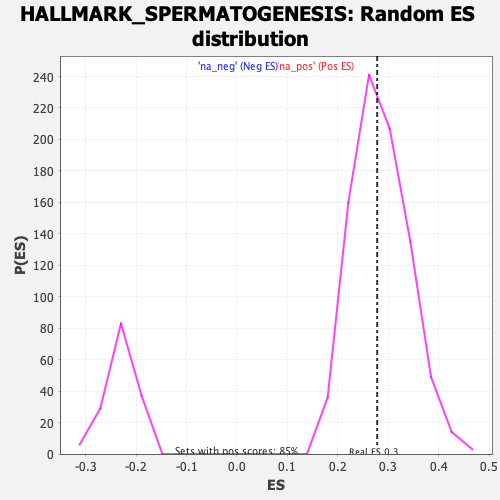 HALLMARK_SPERMATOGENESIS: Random ES
distribution
'na_neg' (Neg ES)'na_pos' (Pos ES)
240
220
200
180
160
140
120
100
80
60
40
20
0
P(ES)
Sets with pos scores: 85%
Real ES 0.3
-0.3 -0.2 -0.1 0.0 0.1 0.2 0.3 0.4 0.5
ES